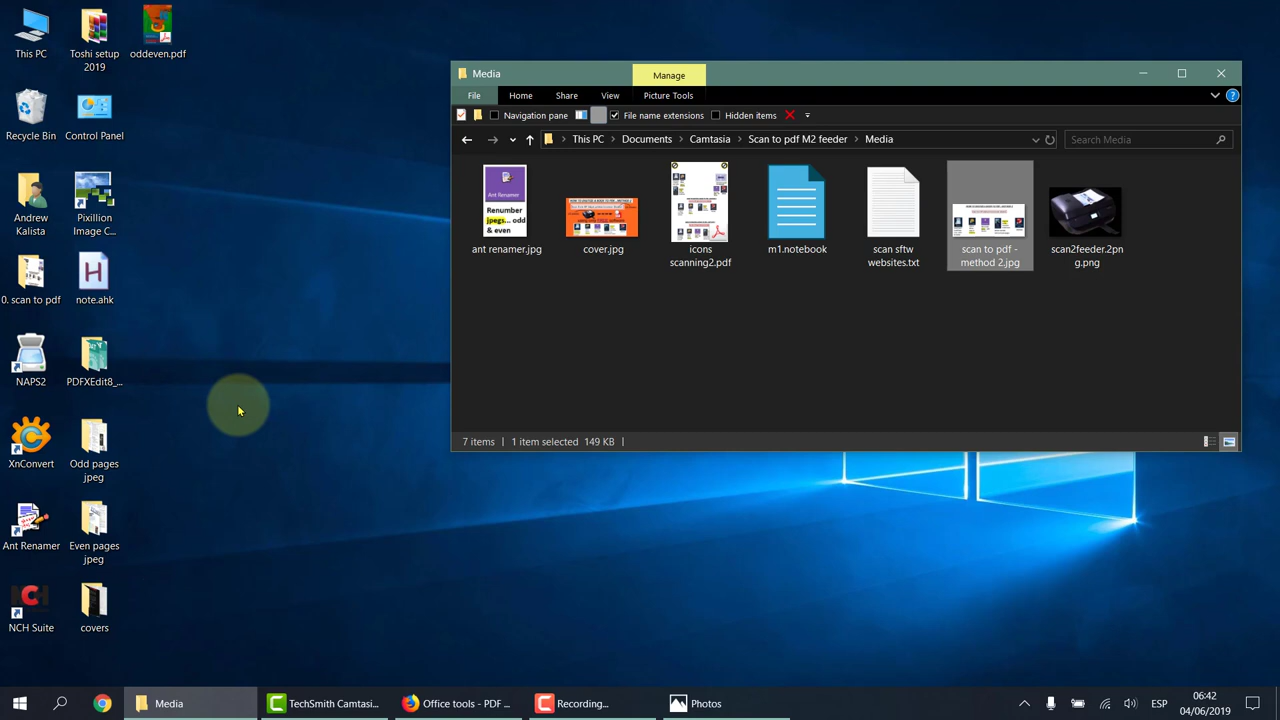 This PC
Toshi setup
2019
oddeven.pdf
Recycle Bin
Control Panel
Andrew
Kalista
Pixillion
Image C...
0. scan to pdf
note.ahk
NAPS2
PDFXEdit8_...
XnConvert
Odd pages
jpeg
Ant Renamer
Even pages
jpeg
NCH Suite
covers
Media
Manage
File
Home
Share
View
Picture Tools
Navigation pane
File name extensions
Hidden items
This PC
Documents
Camtasia
Scan to pdf M2 feeder
Media
Search Media
Ant Renamer
Renumber
jpegs... odd
& even
ant renamer.jpg
cover.jpg
icons
scanning2.pdf
m1.notebook
scan sftw
websites.txt
scan to pdf -
method 2.jpg
scan2feeder.2pn
g.png
7 items
1 item selected 149 KB
Media
TechSmith Camtasi...
Office tools - PDF ...
Recording...
Photos
ESP
06:42
04/06/2019